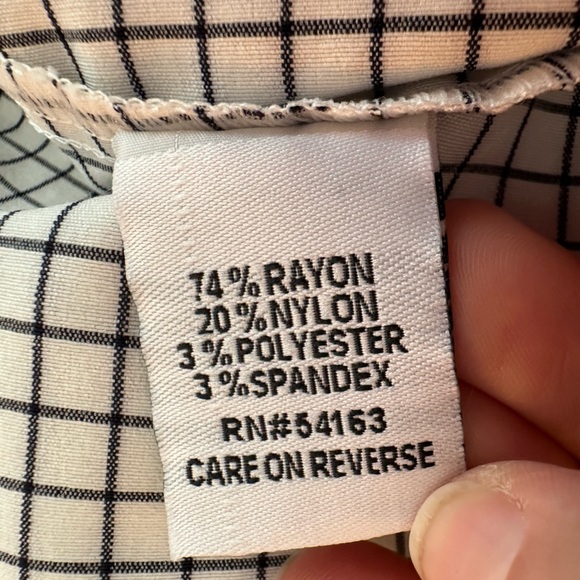 74% RAYON
20% NYLON
3% POLYESTER
3% SPANDEX
RN#54163
CARE ON REVERSE